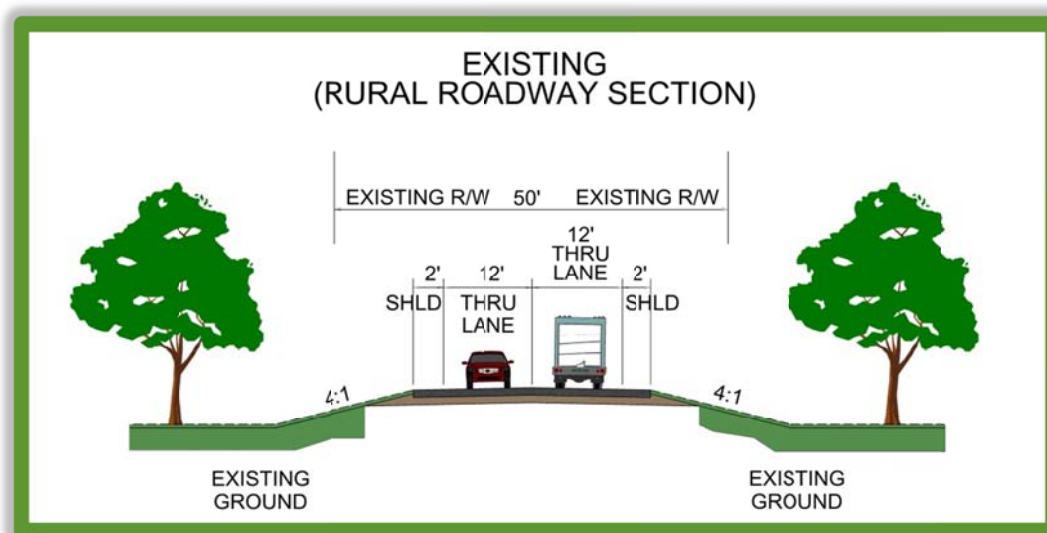 EXISTING
(RURAL ROADWAY SECTION)
EXISTING R/W 50' EXISTING R/W
12'
THRU
LANE
2' 12' 2'
SHLD THRU SHLD
LANE
4:1 4:1
EXISTING
GROUND
EXISTING
GROUND